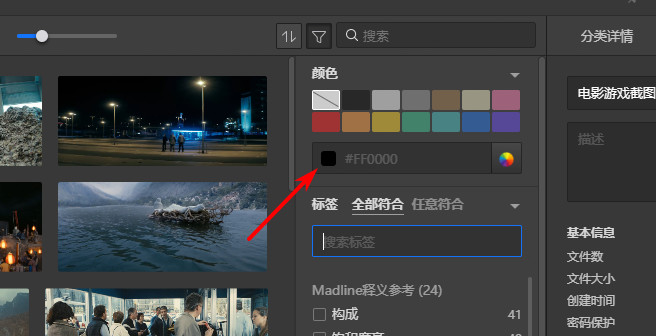 搜索
分类详情
颜色
电影游戏截图
#FF0000
描述
标签 全部符合 任意符合
搜索标签
基本信息
文件数
文件大小
创建时间
密码保护
Madline释义参考 (24)
构成 41